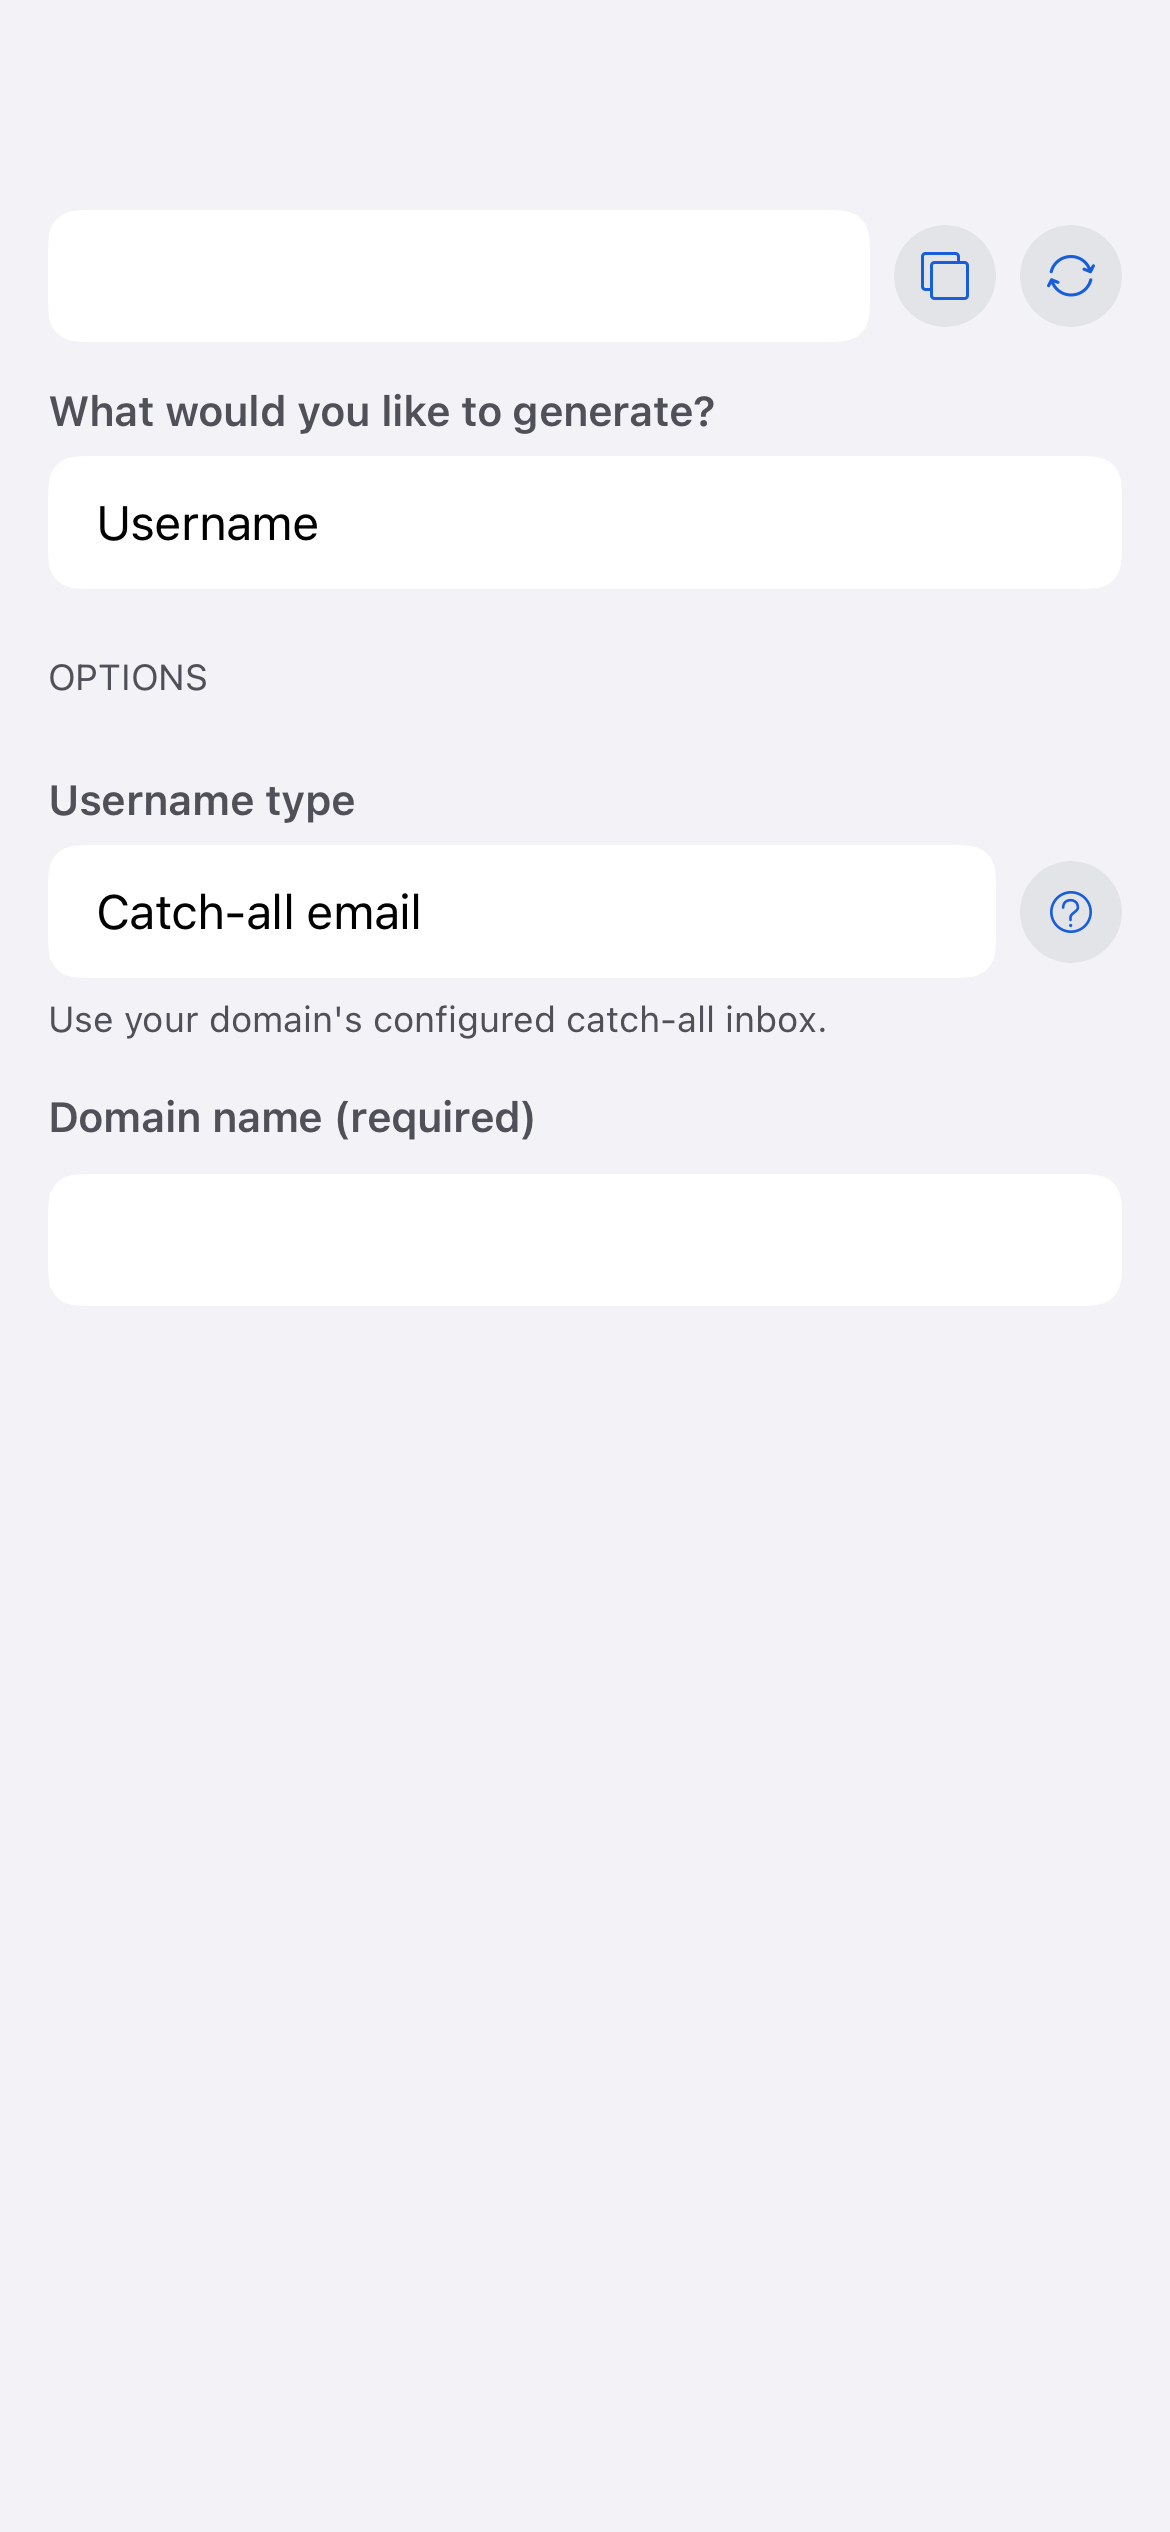 What would you like to generate?
Username
OPTIONS
Username type
Catch-all email
Use your domain's configured catch-all inbox.
Domain name (required)